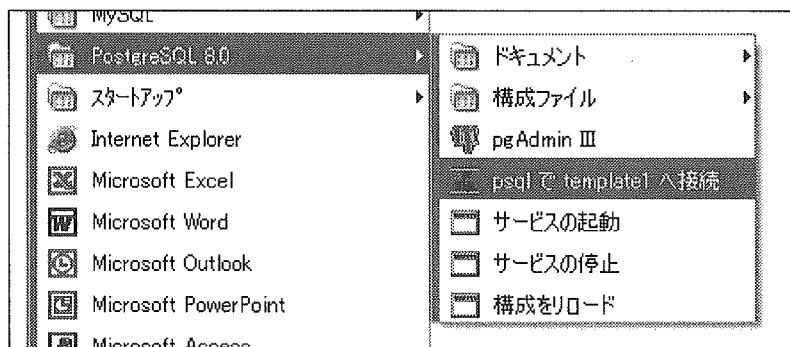 MySQL
PostgreSQL 8.0
スタートアップ
Internet Explorer
Microsoft Excel
Microsoft Word
Microsoft Outlook
Microsoft PowerPoint
Microsoft Access
ドキュメント
構成ファイル
pgAdmin III
psql で template1 へ接続
サービスの起動
サービスの停止
構成をリロード